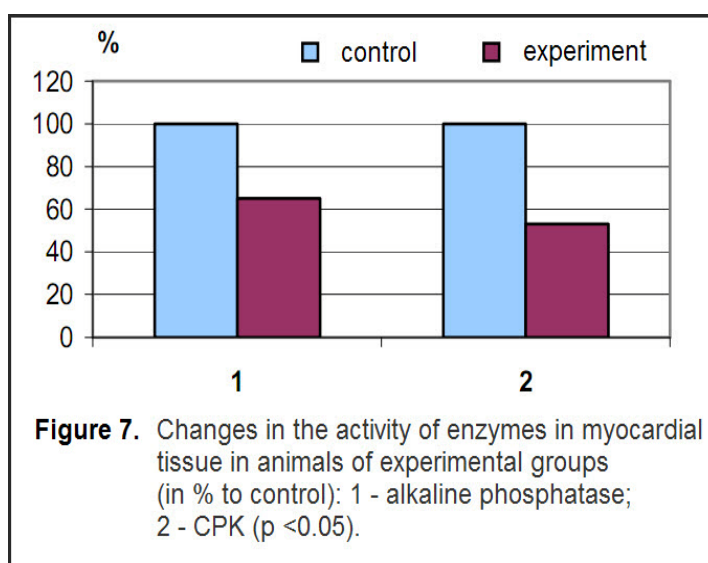 % control experiment
120
100
80
60
40
20
0
1 2
Figure 7. Changes in the activity of enzymes in myocardial
tissue in animals of experimental groups
(in % to control): 1 - alkaline phosphatase;
2 - CPK (p <0.05).